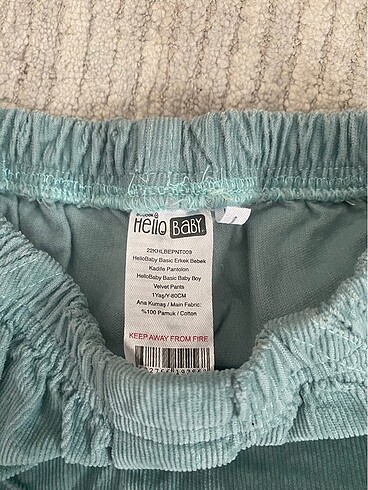 Hello BABY
22KHLBEPNT009
HelloBaby Basic Erkek Bebek
Kadife Pantolon
HelloBaby Basic Baby Boy
Velvet Pants
1Yaş/Y-80CM
Ana Kumaş / Main Fabric:
%100 Pamuk / Cotton
KEEP AWAY FROM FIRE